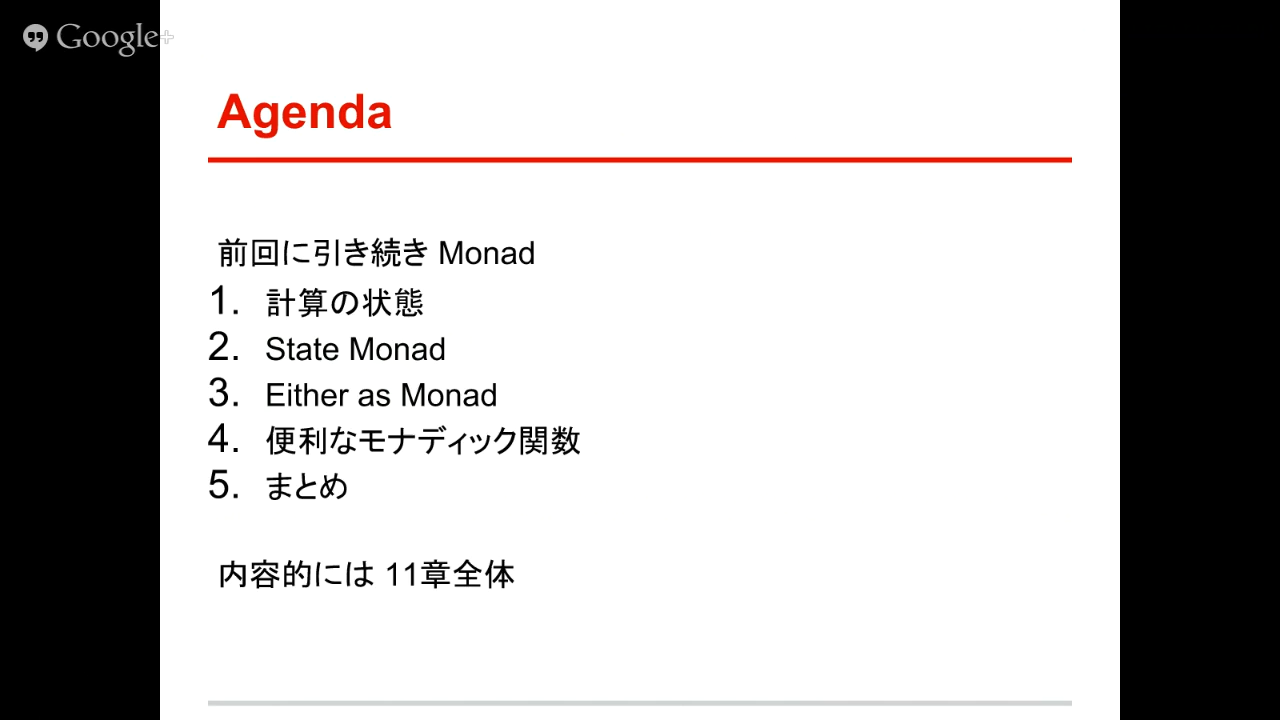 Google+
Agenda
前回に引き続き Monad
1. 計算の状態
2. State Monad
3. Either as Monad
4. 便利なモナディック関数
5. まとめ
内容的には 11章全体